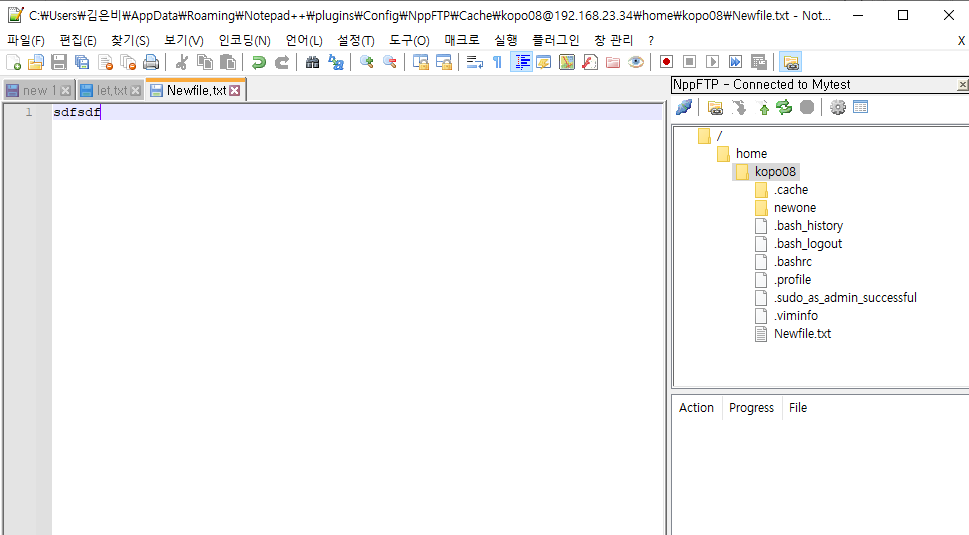 C:₩Users₩김은비₩AppData₩Roaming₩Notepad++₩plugins₩Config₩NppFTP₩Cache₩kopo08@192.168.23.34₩home₩kopo08₩Newfile.txt - Not...
파일(F) 편집(E) 찾기(S) 보기(V) 인코딩(N) 언어(L) 설정(T) 도구(O) 매크로 실행 플러그인 창 관리 ? X
new 1 let,txt Newfile,txt
1 sdfsdf
NppFTP - Connected to Mytest
/
home
kopo08
.cache
newone
.bash_history
.bash_logout
.bashrc
.profile
.sudo_as_admin_successful
.viminfo
Newfile.txt
Action Progress File